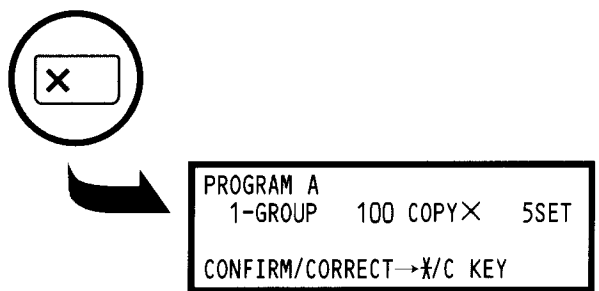 ×
PROGRAM A
1-GROUP 100 COPY× 5SET
CONFIRM/CORRECT→*/C KEY